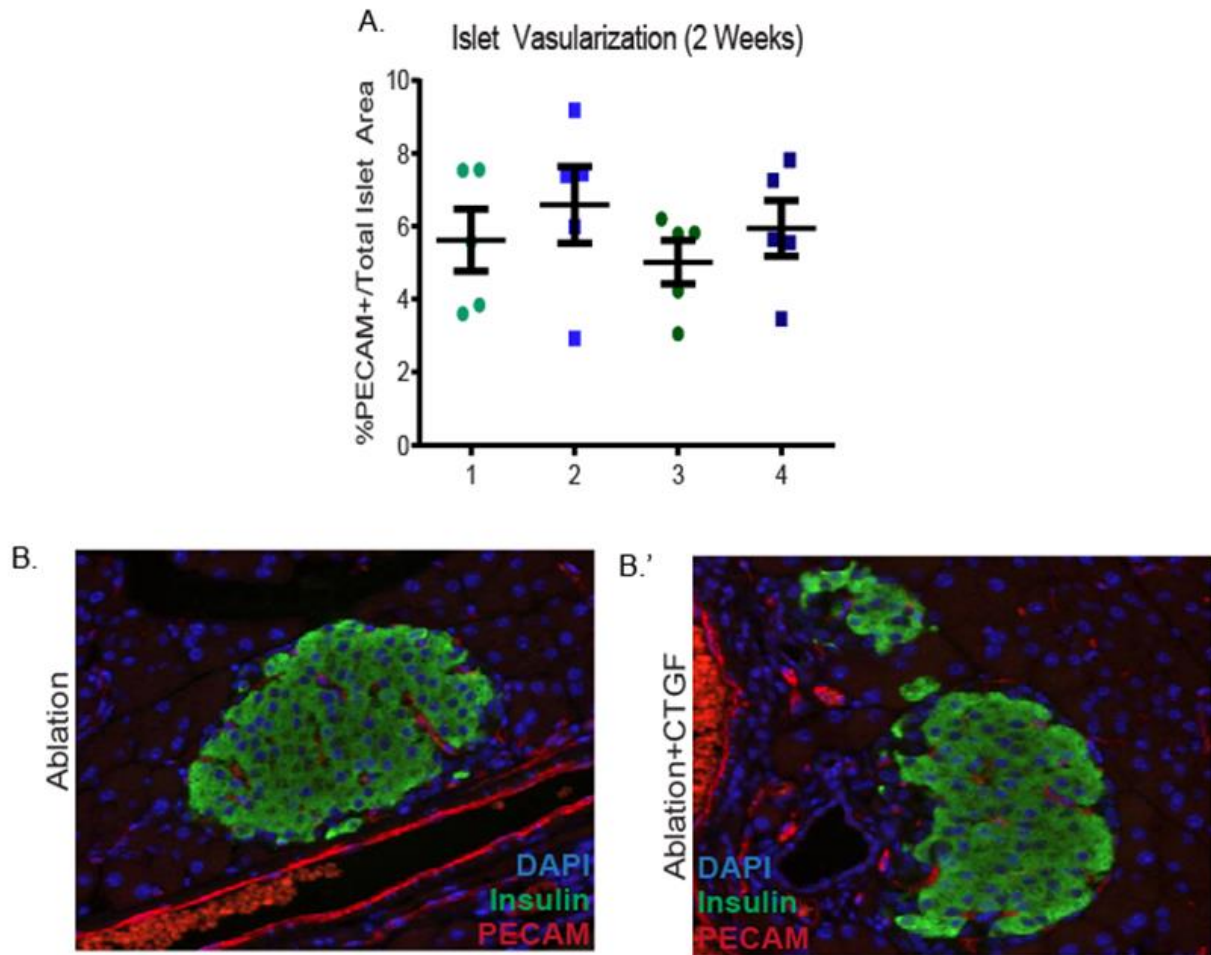 A.
Islet Vasularization (2 Weeks)
%PECAM+/Total Islet Area
10
8
6
4
2
0
1 2 3 4
B.
Ablation
DAPI
Insulin
PECAM
B.'
Ablation+CTGF
DAPI
Insulin
PECAM